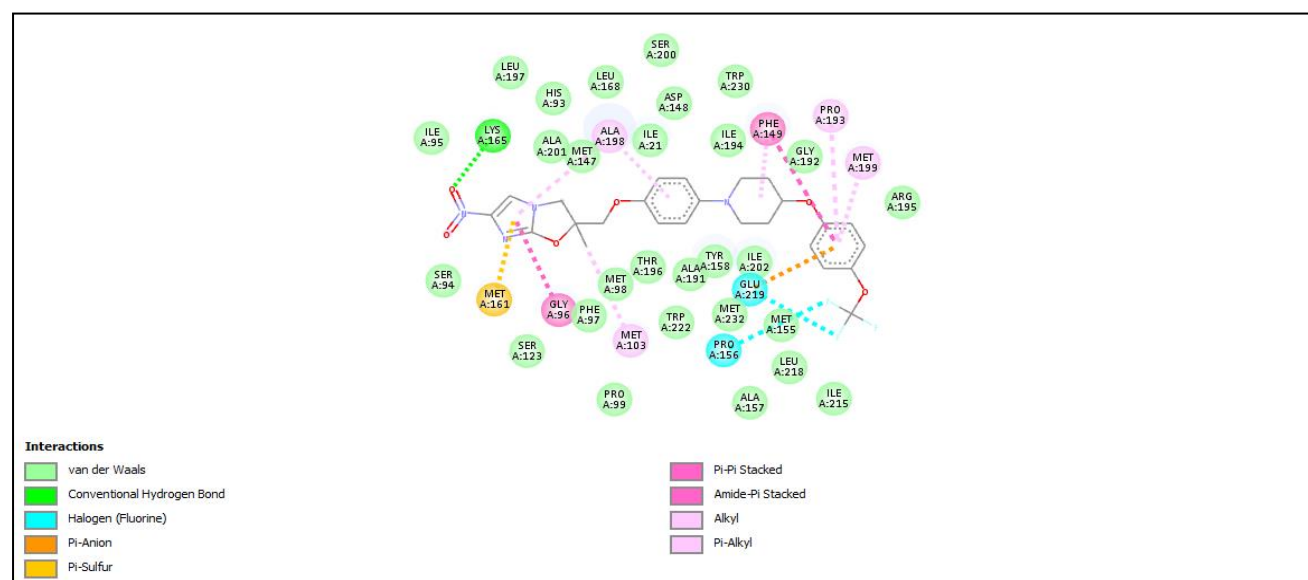 SER
A:200
LEU
A:197
LEU
A:168
TRP
A:230
HIS
A:93
ASP
A:148
PRO
A:193
PHE
A:149
ILE
A:95
LYS
A:165
ALA
A:198
ALA
A:201
ILE
A:21
ILE
A:194
MET
A:147
GLY
A:192
MET
A:199
ARG
A:195
O
N
N
O
N
O
O
N
O
TYR
A:158
ILE
A:202
THR
A:196
ALA
A:191
SER
A:94
MET
A:98
GLU
A:219
O
MET
A:161
GLY
A:96
PHE
A:97
TRP
A:222
MET
A:232
MET
A:155
MET
A:103
PRO
A:156
SER
A:123
LEU
A:218
PRO
A:99
ALA
A:157
ILE
A:215
Interactions
van der Waals
Conventional Hydrogen Bond
Halogen (Fluorine)
Pi-Anion
Pi-Sulfur
Pi-Pi Stacked
Amide-Pi Stacked
Alkyl
Pi-Alkyl